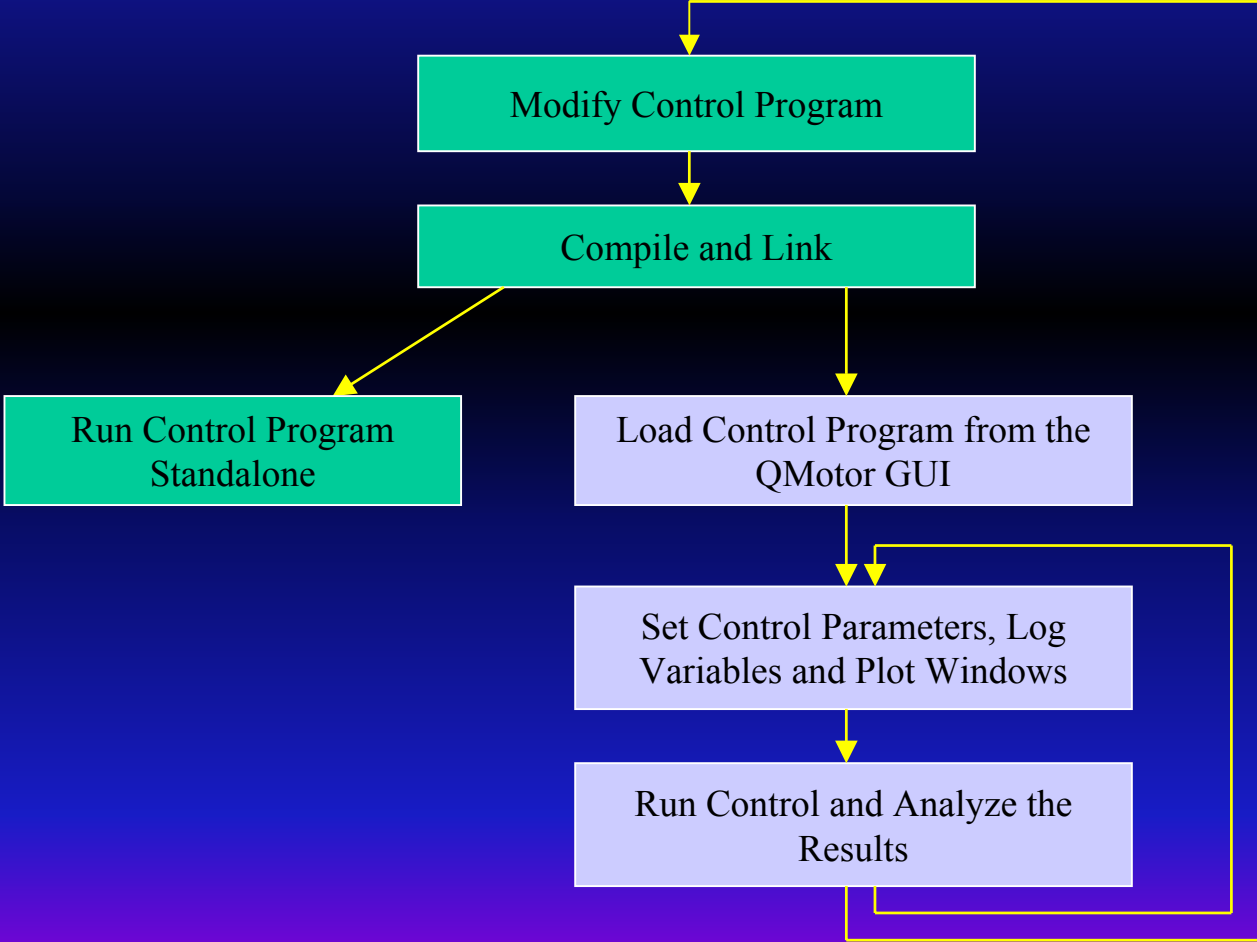 Modify Control Program
Compile and Link
Run Control Program
Standalone
Load Control Program from the
QMotor GUI
Set Control Parameters, Log
Variables and Plot Windows
Run Control and Analyze the
Results